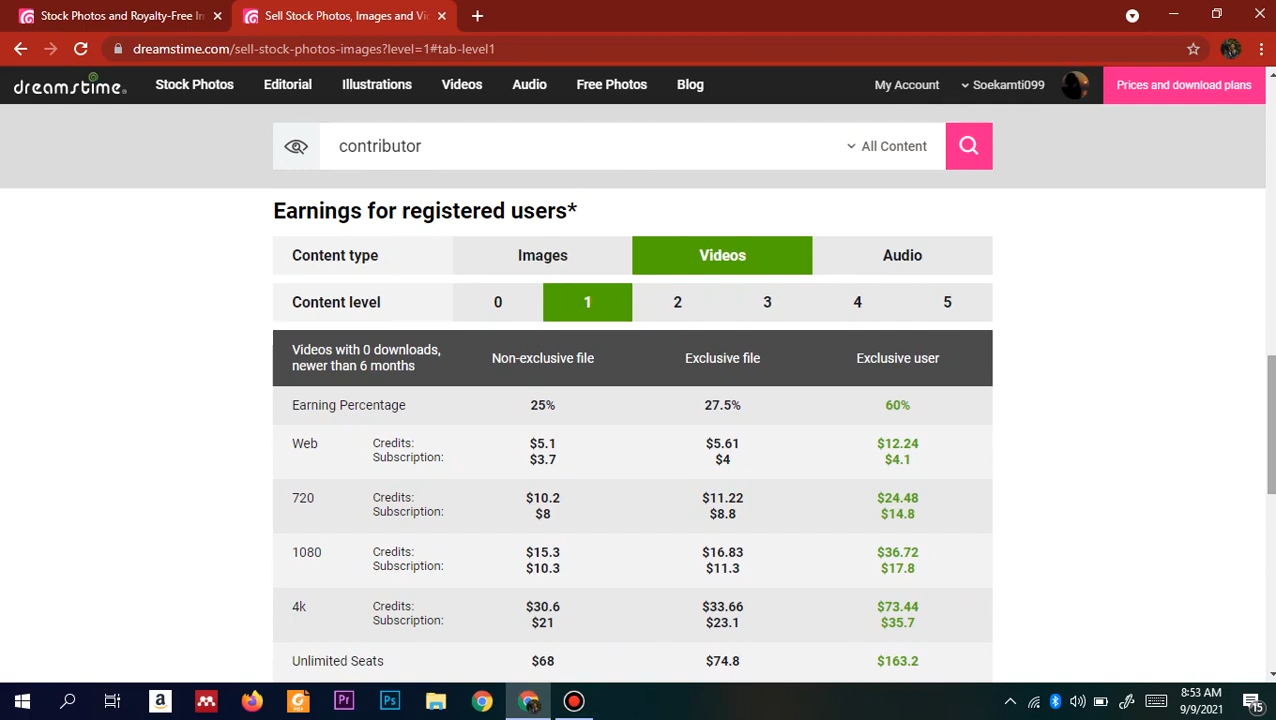 Stock Photos and Royalty-Free In
Sell Stock Photos, Images and Vi
dreamstime.com/sell-stock-photos-images?level=1#tab-level1
dreamstime.
Stock Photos
Editorial
Illustrations
Videos
Audio
Free Photos
Blog
My Account
Soekamti099
Prices and download plans
contributor
All Content
Earnings for registered users*
Content type Images Videos Audio
Content level 0 1 2 3 4 5
Videos with 0 downloads,
newer than 6 months
Non-exclusive file Exclusive file Exclusive user
Earning Percentage 25% 27.5% 60%
Web Credits: $5.1 $5.61 $12.24
Subscription: $3.7 $4 $4.1
720 Credits: $10.2 $11.22 $24.48
Subscription: $8 $8.8 $14.8
1080 Credits: $15.3 $16.83 $36.72
Subscription: $10.3 $11.3 $17.8
4k Credits: $30.6 $33.66 $73.44
Subscription: $21 $23.1 $35.7
Unlimited Seats $68 $74.8 $163.2
a
Pr
Ps
8:53 AM
9/9/2021
15